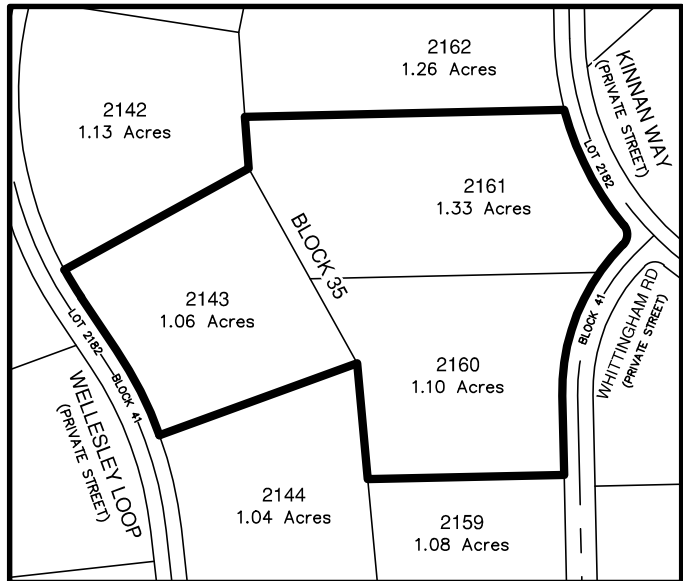 2162
1.26 Acres
KINNAN WAY
(PRIVATE STREET)
2142
1.13 Acres
LOT 2182
2161
1.33 Acres
BLOCK 35
2143
1.06 Acres
WHITTINGHAM RD
(PRIVATE STREET)
BLOCK 41
LOT 2182
BLOCK 41
2160
1.10 Acres
WELLESLEY LOOP
(PRIVATE STREET)
2144
1.04 Acres
2159
1.08 Acres